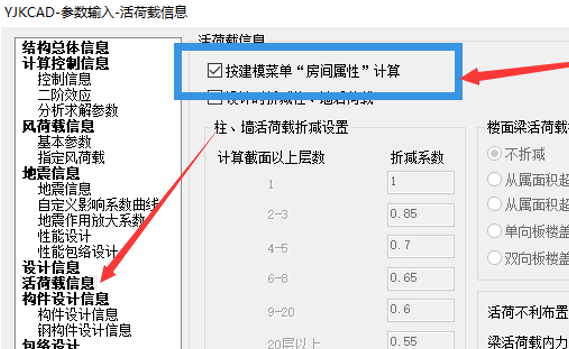 YJKCAD-参数输入-活荷载信息
结构总体信息
计算控制信息
控制信息
二阶效应
分析求解参数
风荷载信息
基本参数
指定风荷载
地震信息
地震信息
自定义影响系数曲线
地震作用放大系数
性能设计
性能包络设计
设计信息
活荷载信息
构件设计信息
构件设计信息
钢构件设计信息
包络设计
活荷载信息
按建模菜单“房间属性”计算
设计时折减柱、墙活荷载
柱、墙活荷载折减设置
计算截面以上层数 折减系数
1 1
2-3 0.85
4-5 0.7
6-8 0.65
9-20 0.6
20层以上 0.55
楼面梁活荷载
不折减
从属面积超
从属面积超
单向板楼盖
双向板楼盖
活荷不利布置
梁活荷载内力